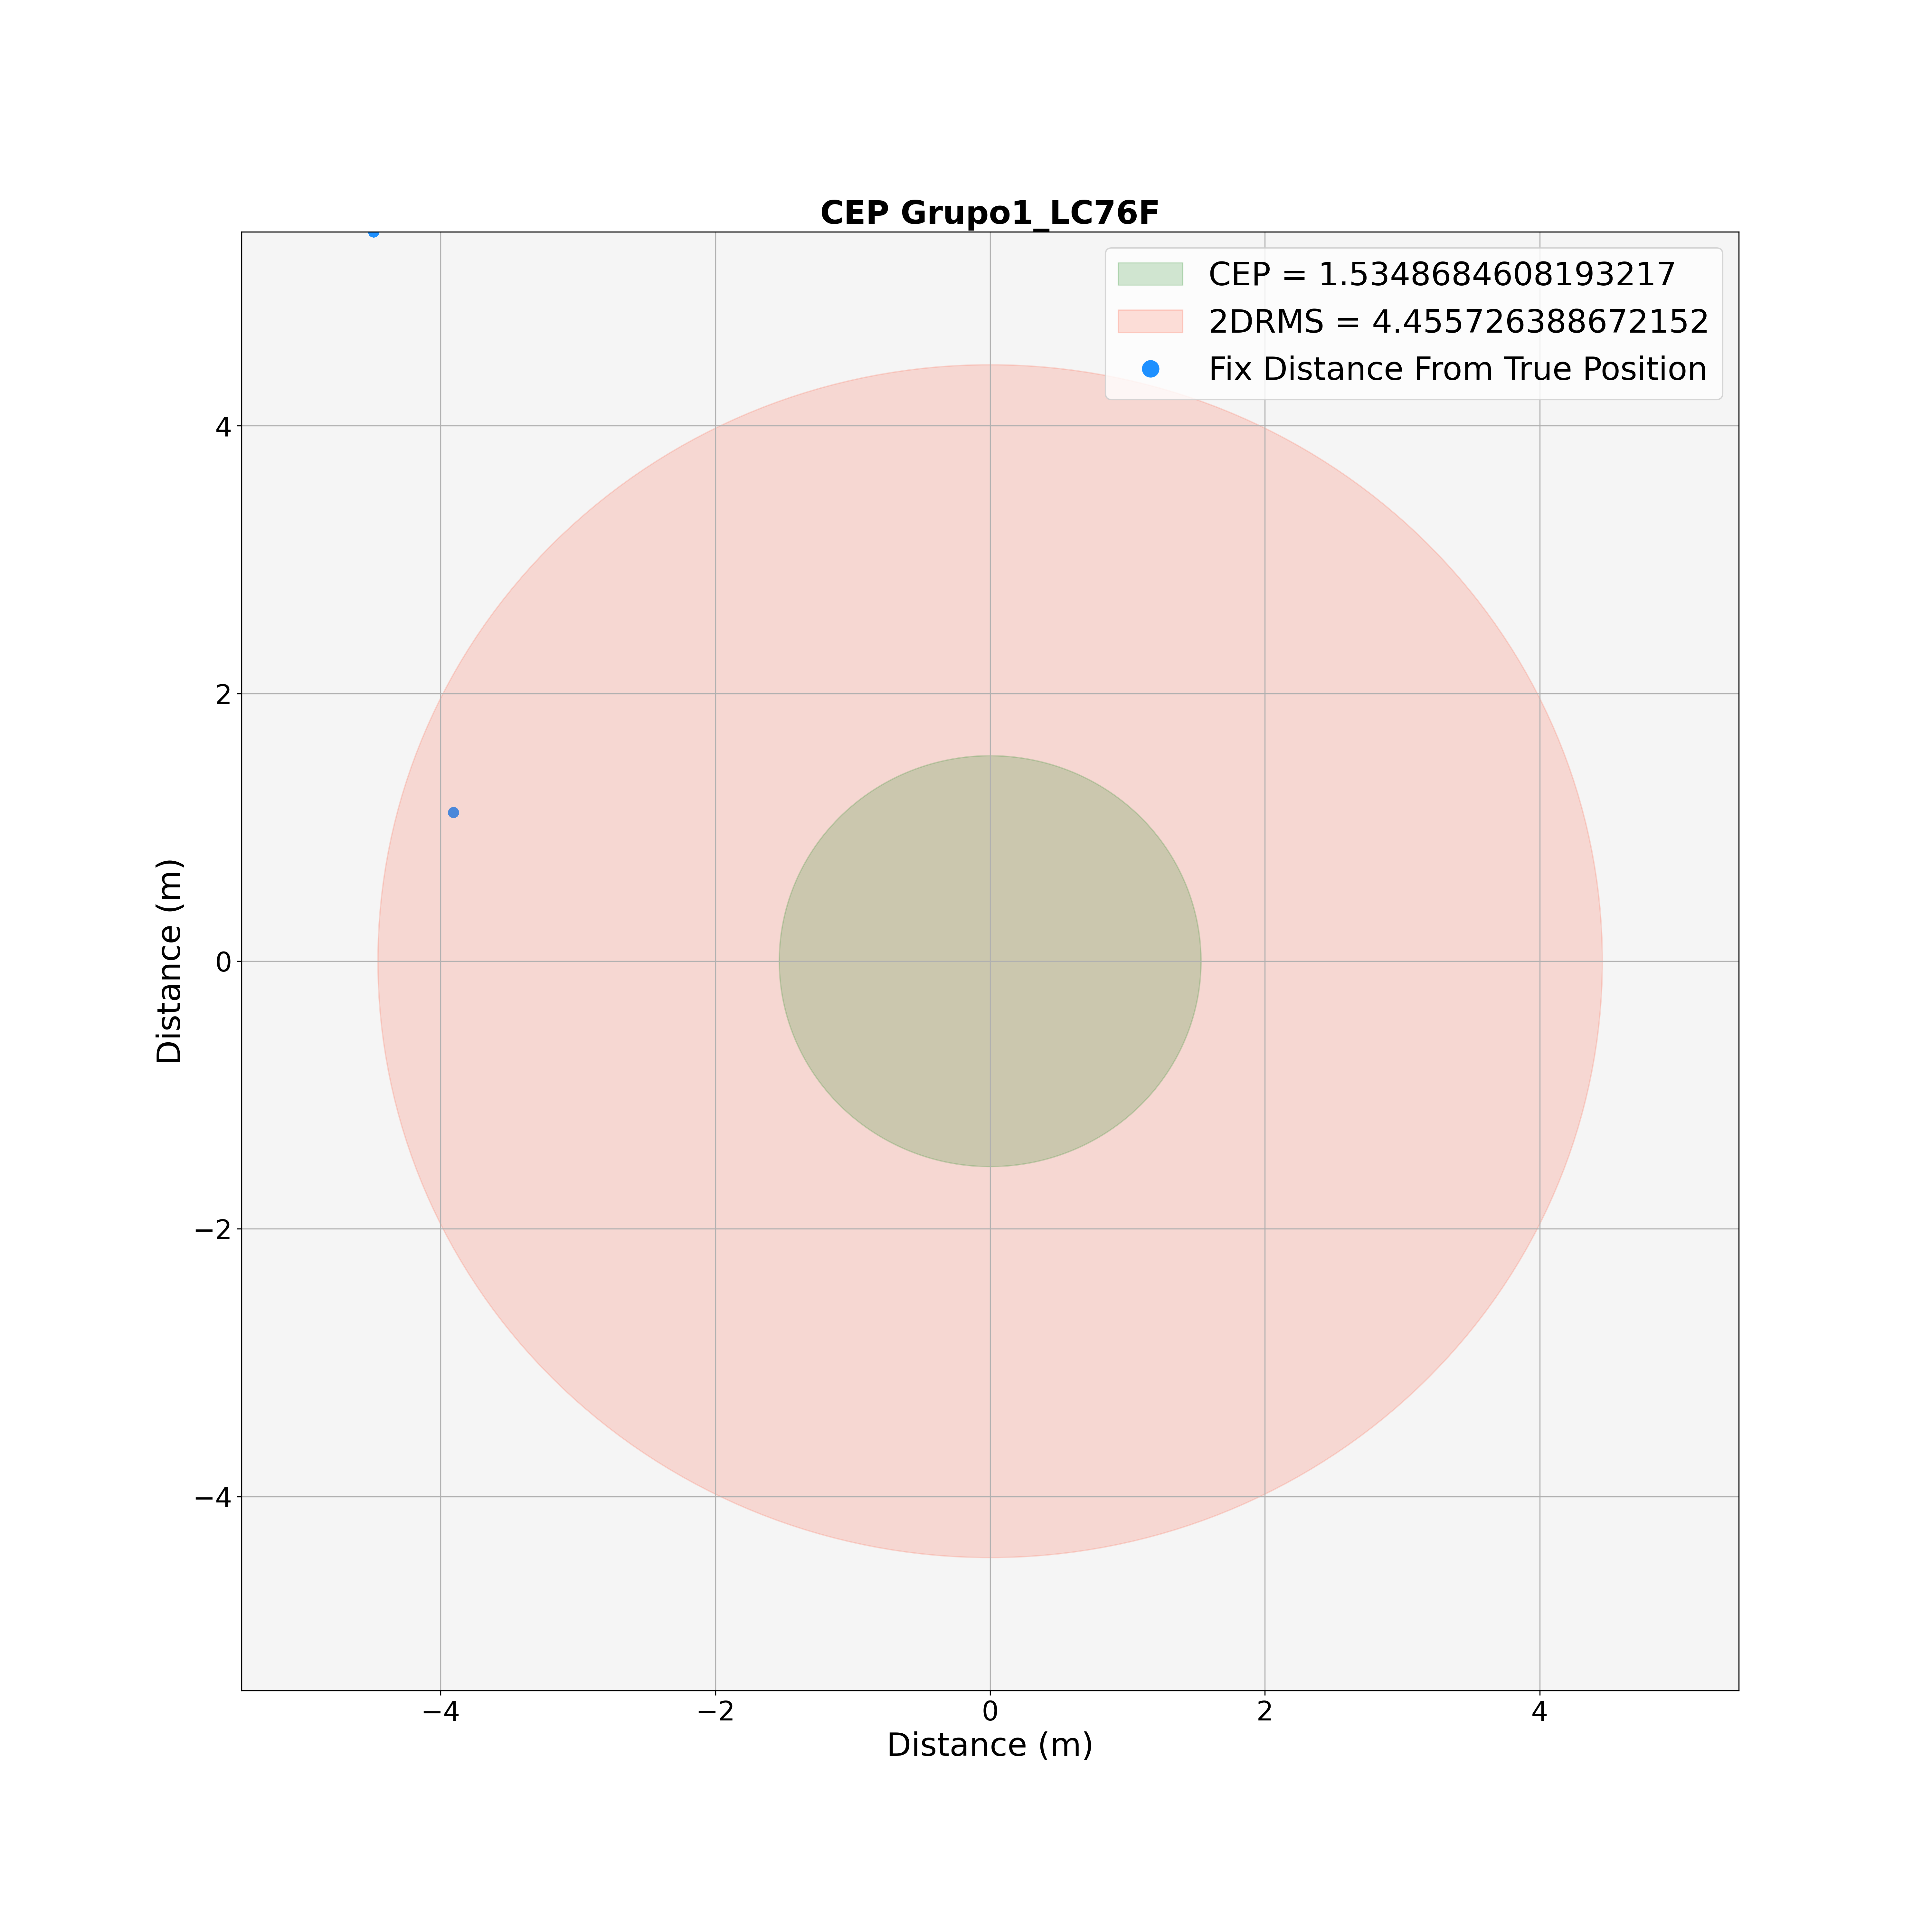 CEP Grupo1_LC76F
CEP = 1.5348684608193217
2DRMS = 4.455726388672152
Fix Distance From True Position
4
2
0
−2
−4
Distance (m)
−4 −2 0 2 4
Distance (m)